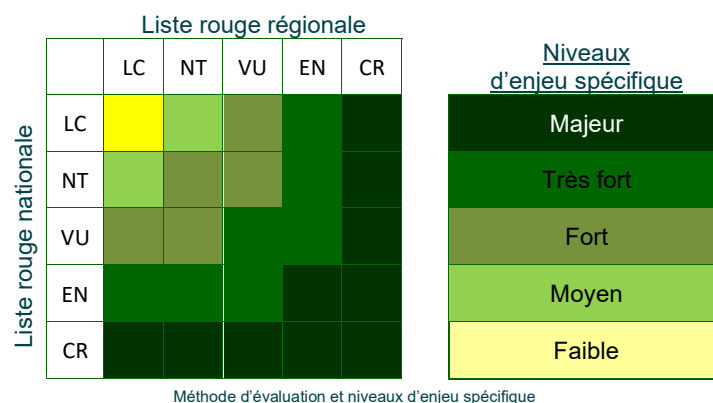 Liste rouge régionale
LC NT VU EN CR
Liste rouge nationale
LC
NT
VU
EN
CR
Niveaux
d'enjeu spécifique
Majeur
Très fort
Fort
Moyen
Faible
Méthode d'évaluation et niveaux d'enjeu spécifique